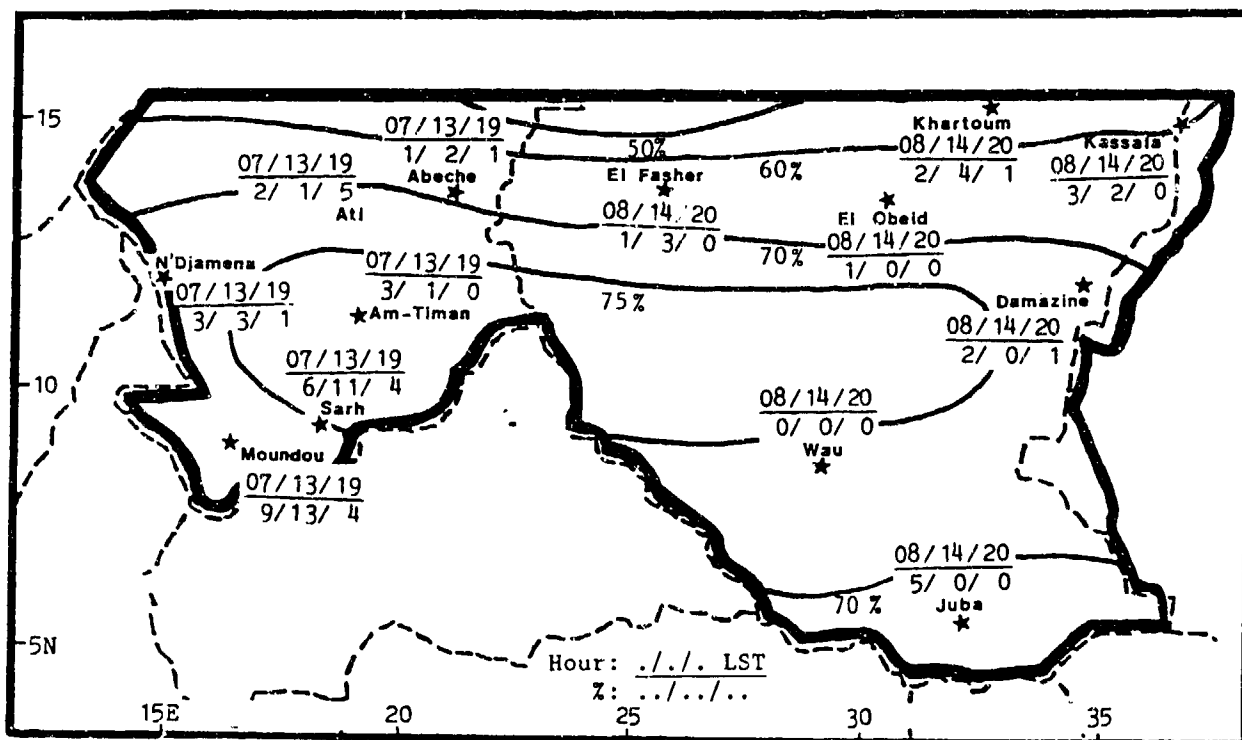 15
Khartoum
07/13/19
1/ 2/ 1
Abeche
50%
El Fasher
60%
08/14/20
2/ 4/ 1
Kassala
08/14/20
3/ 2/ 0
07/13/19
2/ 1/ 5
Ati
08/14/20
1/ 3/ 0
El Obeid
70%
08/14/20
1/ 0/ 0
N'Djamena
07/13/19
3/ 3/ 1
07/13/19
3/ 1/ 0
Am-Timan
75%
Damazine
08/14/20
2/ 0/ 1
10
07/13/19
6/11/ 4
Sarh
08/14/20
0/ 0/ 0
Wau
Moundou
07/13/19
9/13/ 4
08/14/20
5/ 0/ 0
70 %
Juba
5N
Hour: ./././. LST
%: ../../..
15E
20
25
30
35